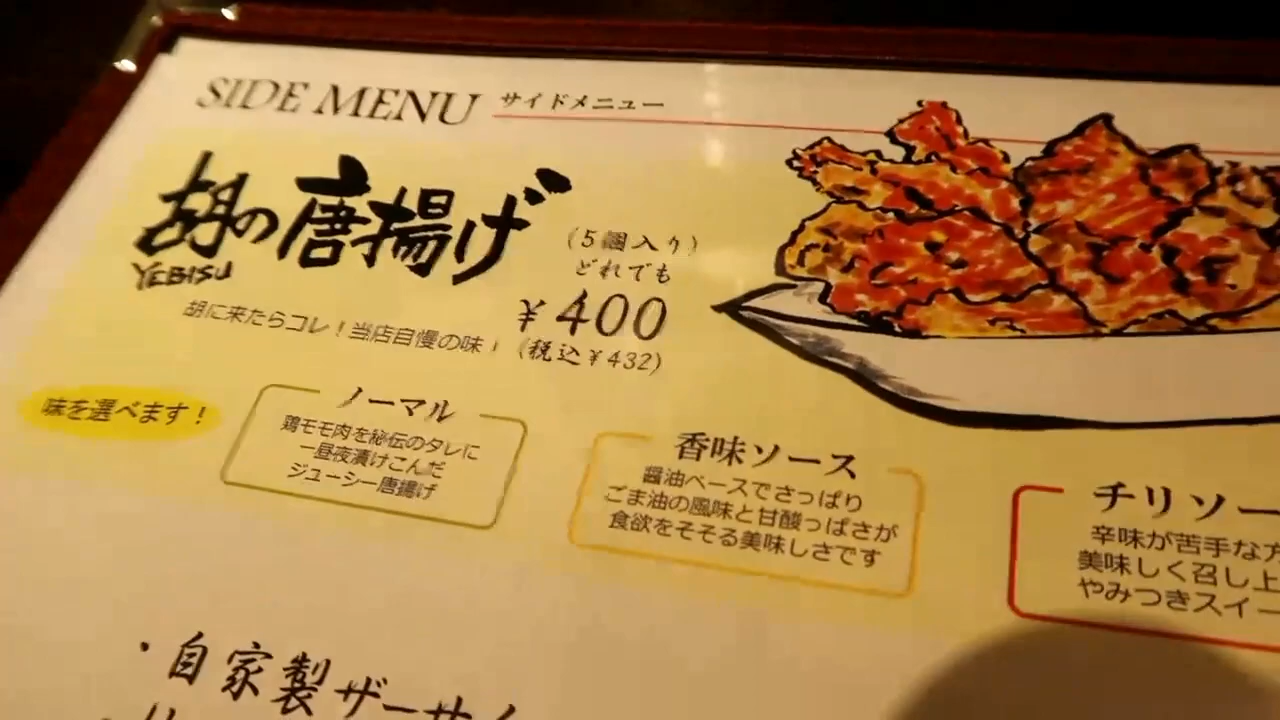 SIDE MENU サイドメニュー
胡の唐揚げ
YEBISU
(5個入り)
どれでも
¥400
(税込¥432)
胡に来たらコレ!当店自慢の味!
味を選べます!
ノーマル
鶏モモ肉を秘伝のタレに
一昼夜漬けこんだ
ジューシー唐揚げ
香味ソース
醤油ベースでさっぱり
ごま油の風味と甘酸っぱさが
食欲をそそる美味しさです
チリソー
辛味が苦手な方
美味しく召し上
やみつきスイー
・自家製ザーサイ